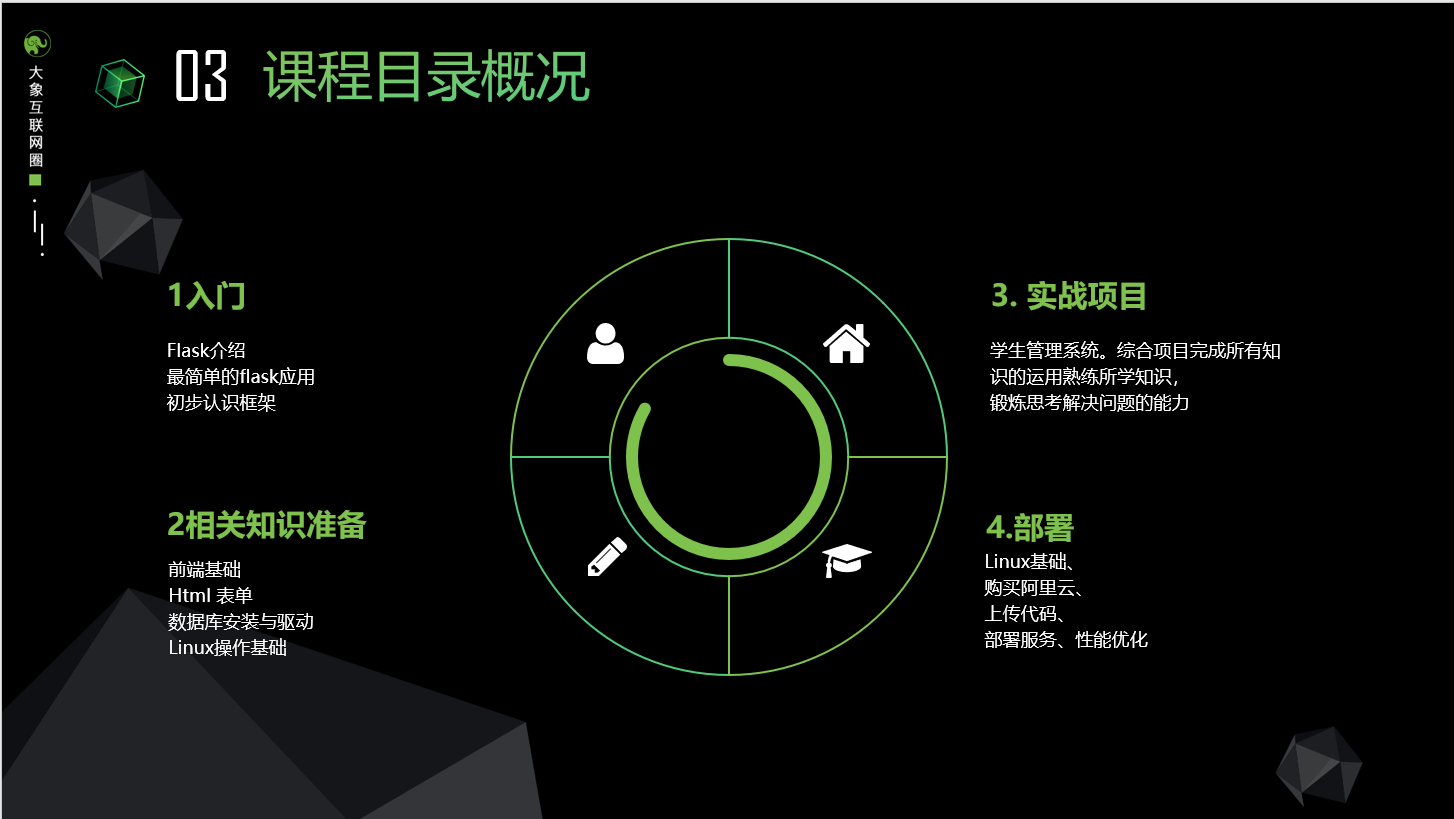 大象互联网圈
03 课程目录概况
1入门
Flask介绍
最简单的flask应用
初步认识框架
2相关知识准备
前端基础
Html 表单
数据库安装与驱动
Linux操作基础
3. 实战项目
学生管理系统。综合项目完成所有知
识的运用熟练所学知识，
锻炼思考解决问题的能力
4.部署
Linux基础、
购买阿里云、
上传代码、
部署服务、性能优化